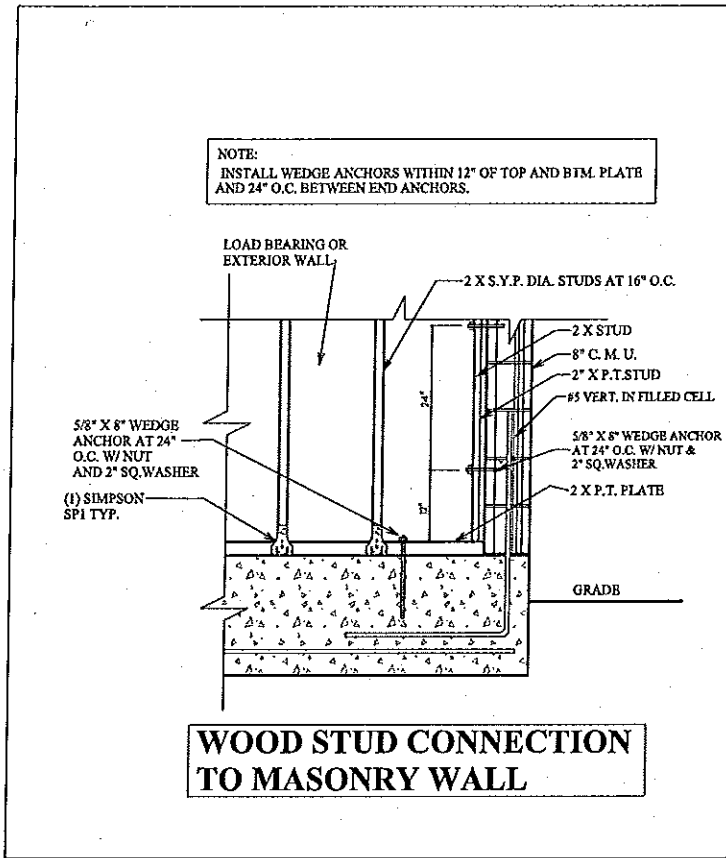 NOTE:
INSTALL WEDGE ANCHORS WITHIN 12" OF TOP AND BTM. PLATE
AND 24" O.C. BETWEEN END ANCHORS.
LOAD BEARING OR
EXTERIOR WALL
2 X S.Y.P. DIA. STUDS AT 16" O.C.
2 X STUD
8" C. M. U.
2" X P.T.STUD
#5 VERT. IN FILLED CELL
5/8" X 8" WEDGE ANCHOR
AT 24" O.C. W/ NUT &
2" SQ.WASHER
2 X P.T. PLATE
24"
12"
5/8" X 8" WEDGE
ANCHOR AT 24"
O.C. W/ NUT
AND 2" SQ.WASHER
(1) SIMPSON
SP1 TYP.
GRADE
WOOD STUD CONNECTION
TO MASONRY WALL